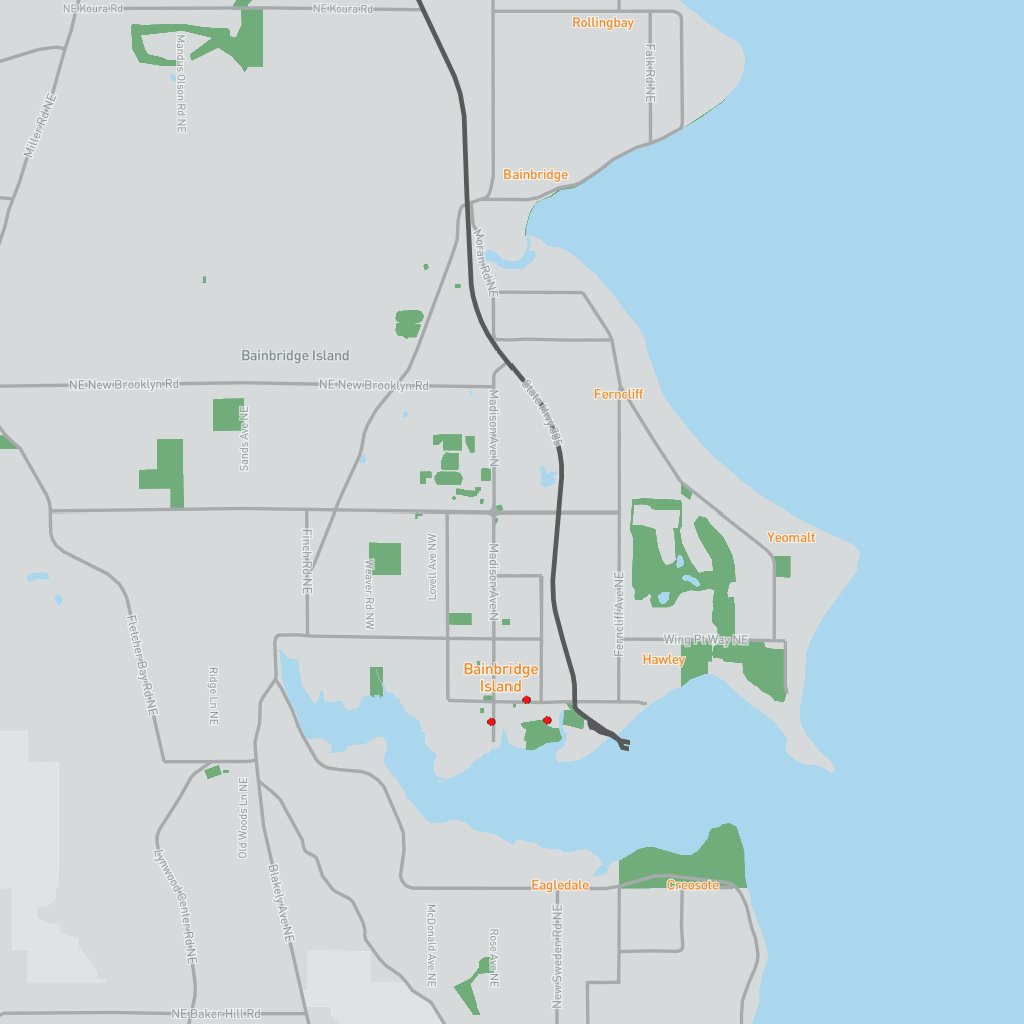 NE Koura Rd
NE Koura Rd
Rollingbay
Mandus Olson Rd NE
Falk Rd NE
Miller Rd NE
Bainbridge
Moran Rd NE
Bainbridge Island
NE New Brooklyn Rd
NE New Brooklyn Rd
State Hwy 305
Ferncliff
Sands Ave NE
Madison Ave N
Yeomalt
Finch Rd NE
Weaver Rd NW
Lovell Ave NW
Madison Ave N
Ferncliff Ave NE
Wing Pt Way NE
Hawley
Fletcher Bay Rd NE
Ridge Ln NE
Bainbridge
Island
Old Woods Ln NE
Lynwood Center Rd NE
Blakely Ave NE
Eagledale
Creosote
McDonald Ave NE
Rose Ave NE
New Sweden Rd NE
NE Baker Hill Rd